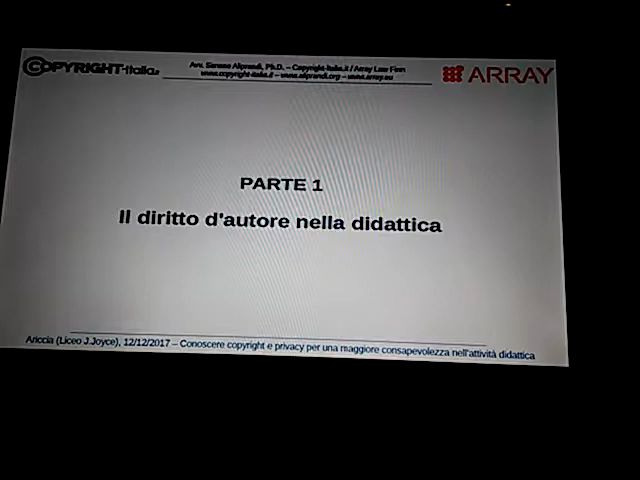 COPYRIGHT-Italia.it
Avv. Simone Aliprandi, Ph.D. – Copyright-Italia.it / Array Law Firm
www.copyright-italia.it – www.aliprandi.org – www.array.eu
ARRAY
PARTE 1
Il diritto d'autore nella didattica
Ariccia (Liceo J.Joyce), 12/12/2017 – Conoscere copyright e privacy per una maggiore consapevolezza nell'attività didattica